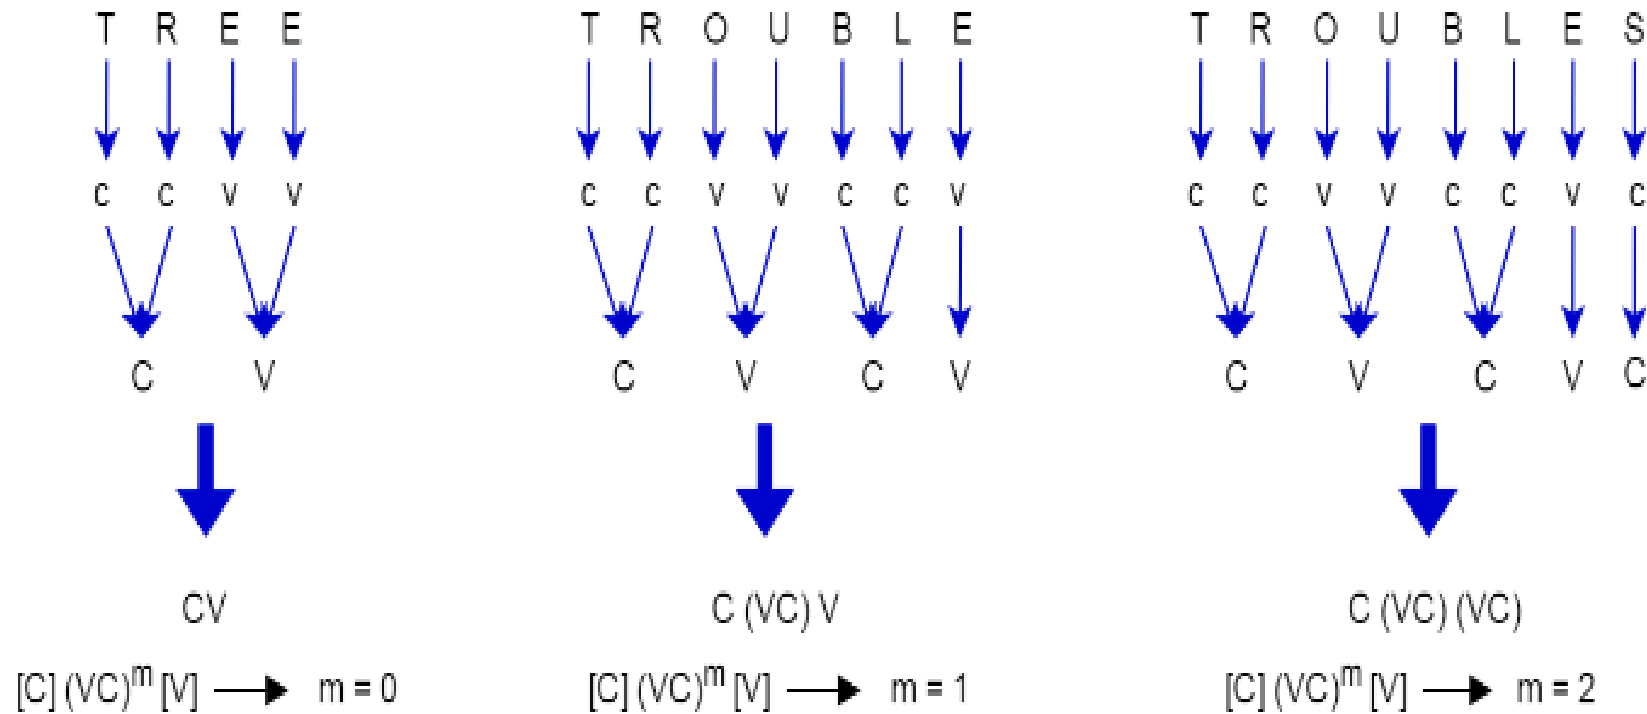 T R E E T R O U B L E T R O U B L E S
c c v v c c v v c c v c c v v c c v c
C V C V C V C V C V C
CV C (VC) V C (VC) (VC)
[C] (VC)^m [V] → m = 0 [C] (VC)^m [V] → m = 1 [C] (VC)^m [V] → m = 2